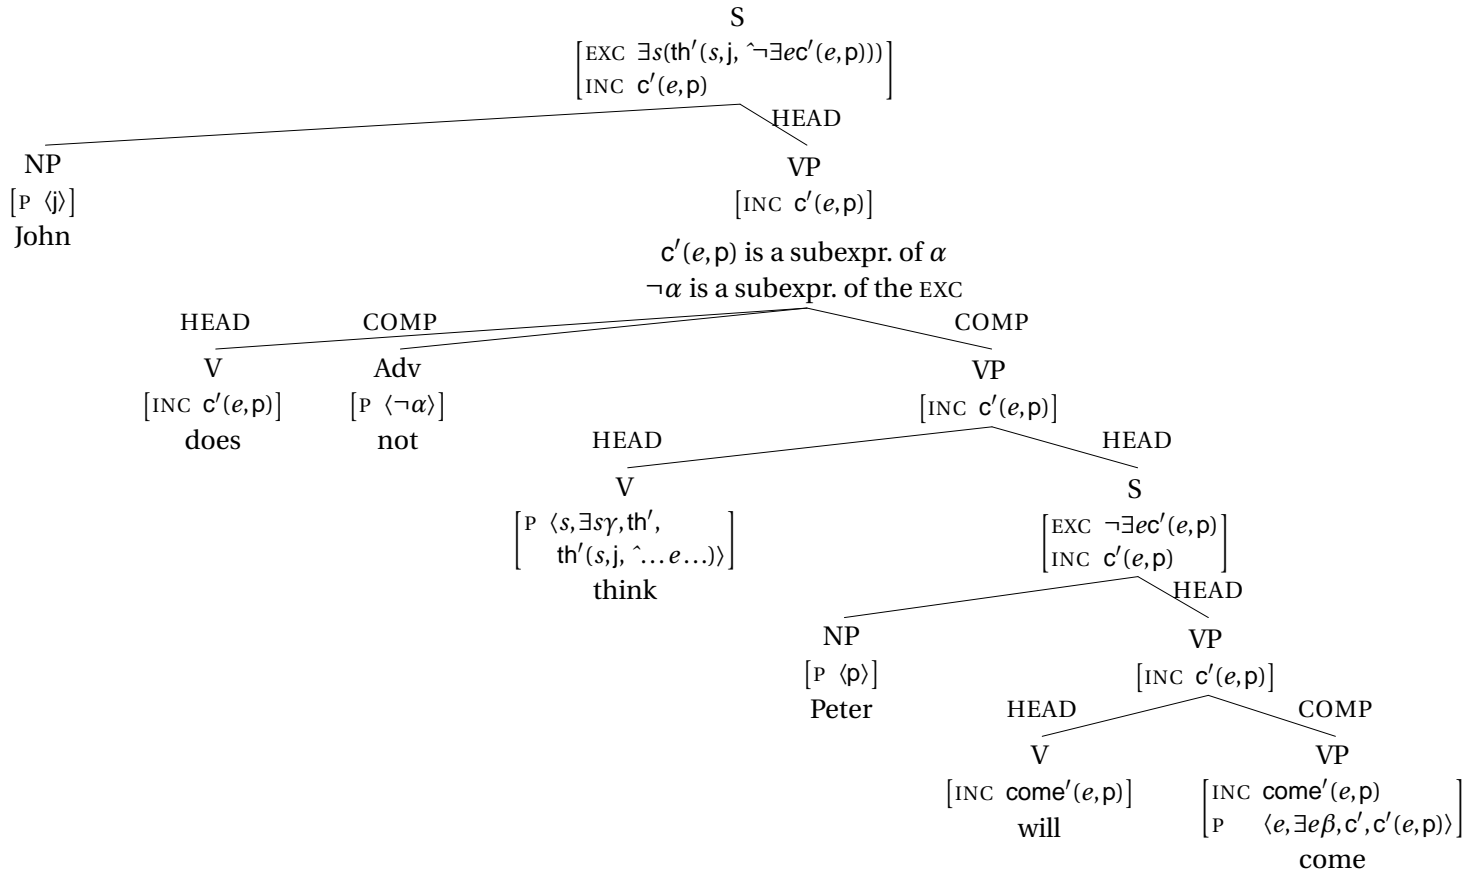 S
[EXC ∃s(th′(s,j, ˆ¬∃ec′(e,p)))
INC c′(e,p)]
HEAD
NP
[P ⟨j⟩]
John
VP
[INC c′(e,p)]
c′(e,p) is a subexpr. of α
¬α is a subexpr. of the EXC
HEAD COMP COMP
V
[INC c′(e,p)]
does
Adv
[P ⟨¬α⟩]
not
VP
[INC c′(e,p)]
HEAD HEAD
V
[P ⟨s,∃sγ,th′,
th′(s,j, ˆ…e…)⟩]
think
S
[EXC ¬∃ec′(e,p)
INC c′(e,p)]
HEAD
NP
[P ⟨p⟩]
Peter
VP
[INC c′(e,p)]
HEAD COMP
V
[INC come′(e,p)]
will
VP
[INC come′(e,p)
P ⟨e,∃eβ,c′,c′(e,p)⟩]
come